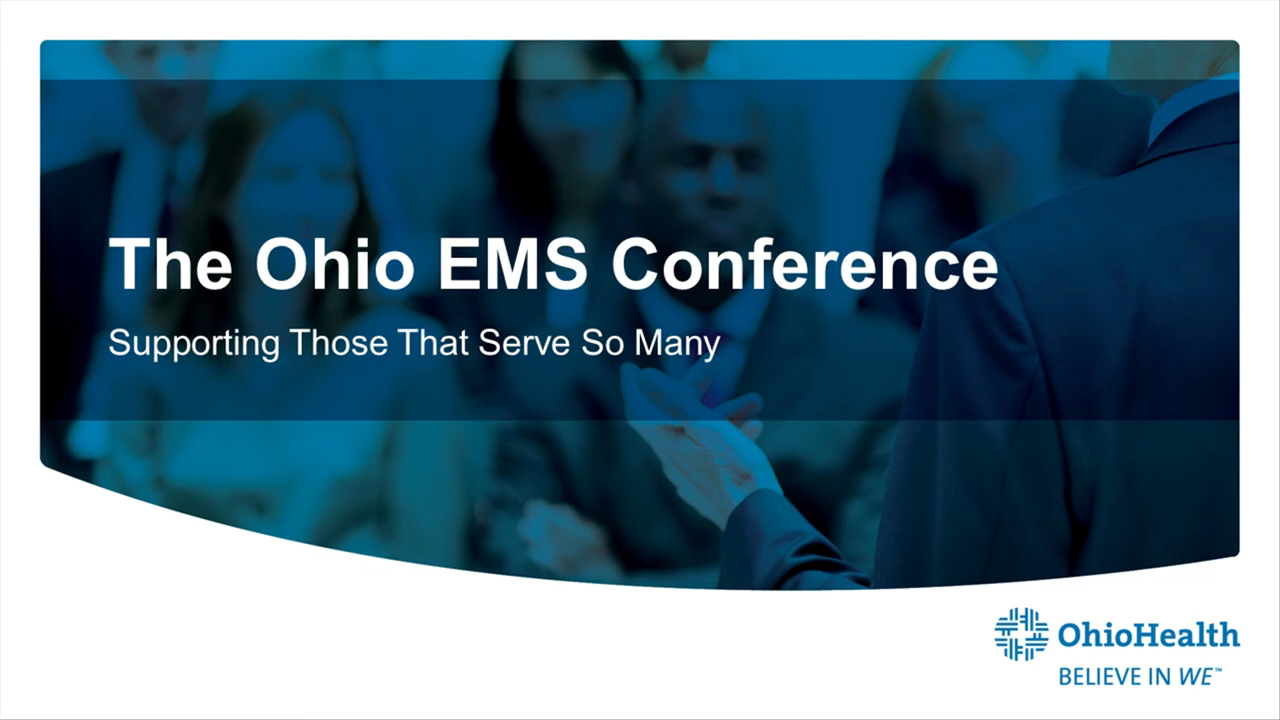 The Ohio EMS Conference
Supporting Those That Serve So Many
OhioHealth
BELIEVE IN WE™